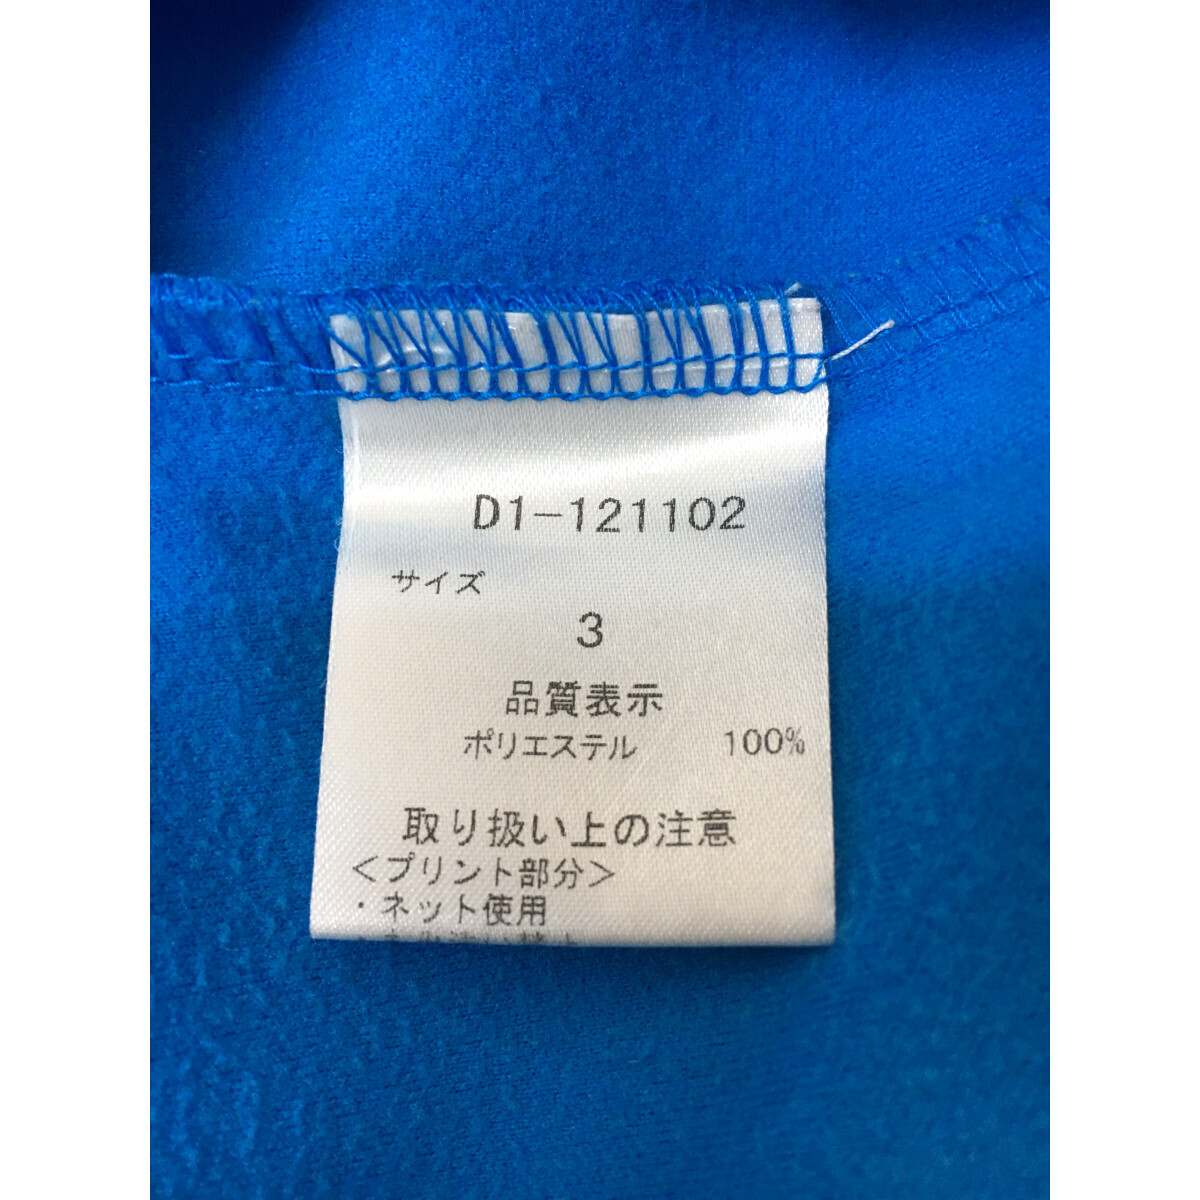 D1-121102
サイズ
3
品質表示
ポリエステル 100%
取り扱い上の注意
<プリント部分>
・ネット使用